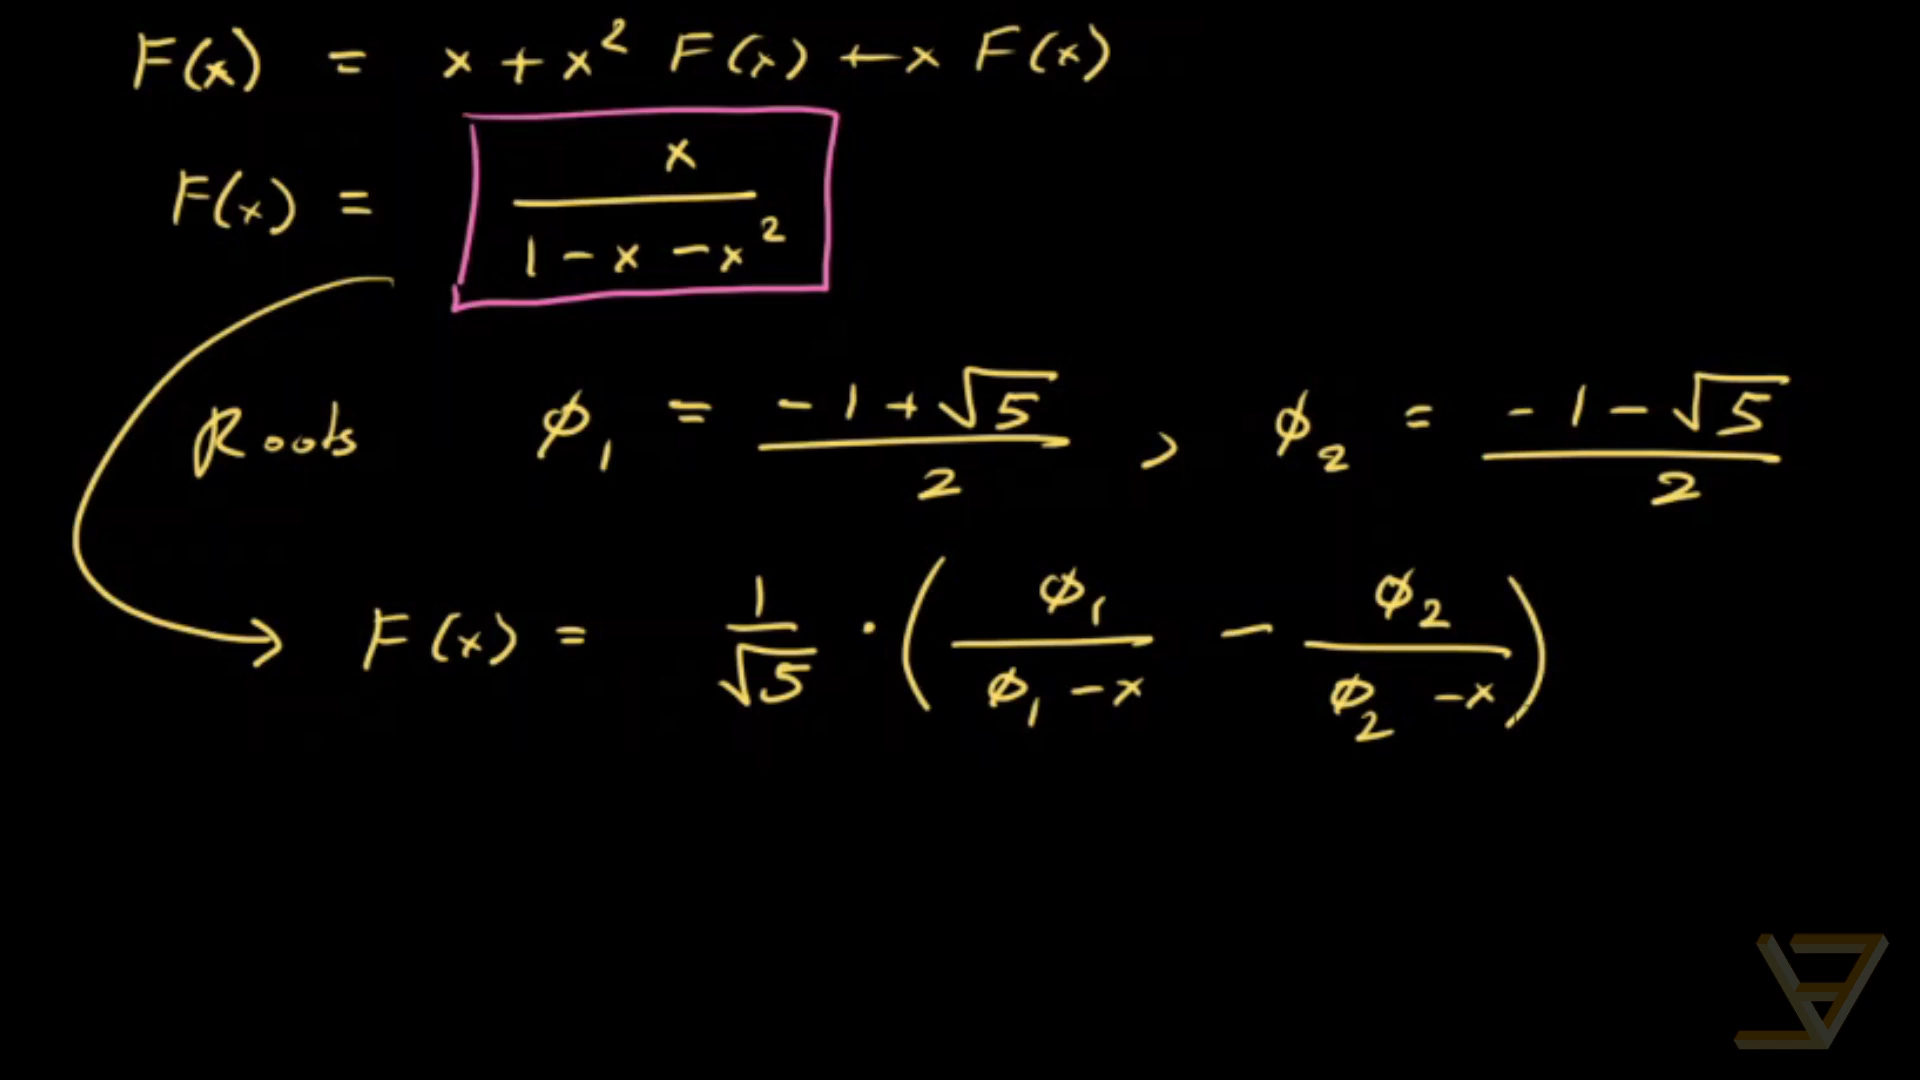 F(x) = x + x² F(x) + x F(x)
F(x) = x / (1 - x - x²)
Roots ϕ₁ = (-1 + √5) / 2 , ϕ₂ = (-1 - √5) / 2
F(x) = 1/√5 · ( ϕ₁ / (ϕ₁ - x) - ϕ₂ / (ϕ₂ - x) )